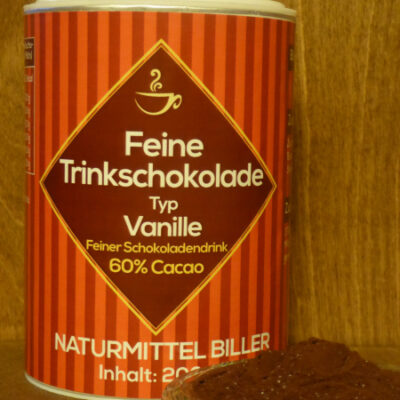 Feine
Trinkschokolade
Typ
Vanille
Feiner Schokoladendrink
60% Cacao
NATURMITTEL BILLER
Inhalt: